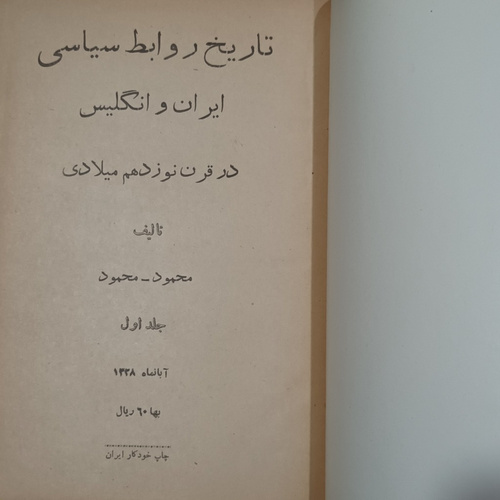 تاریخ روابط سیاسی
ایران و انگلیس
در قرن نوزدهم میلادی
تالیف
محمود ـ محمود
جلد اول
آبانماه ۱۳۲۸
بها ۶۰ ریال
چاپ خودکار ایران